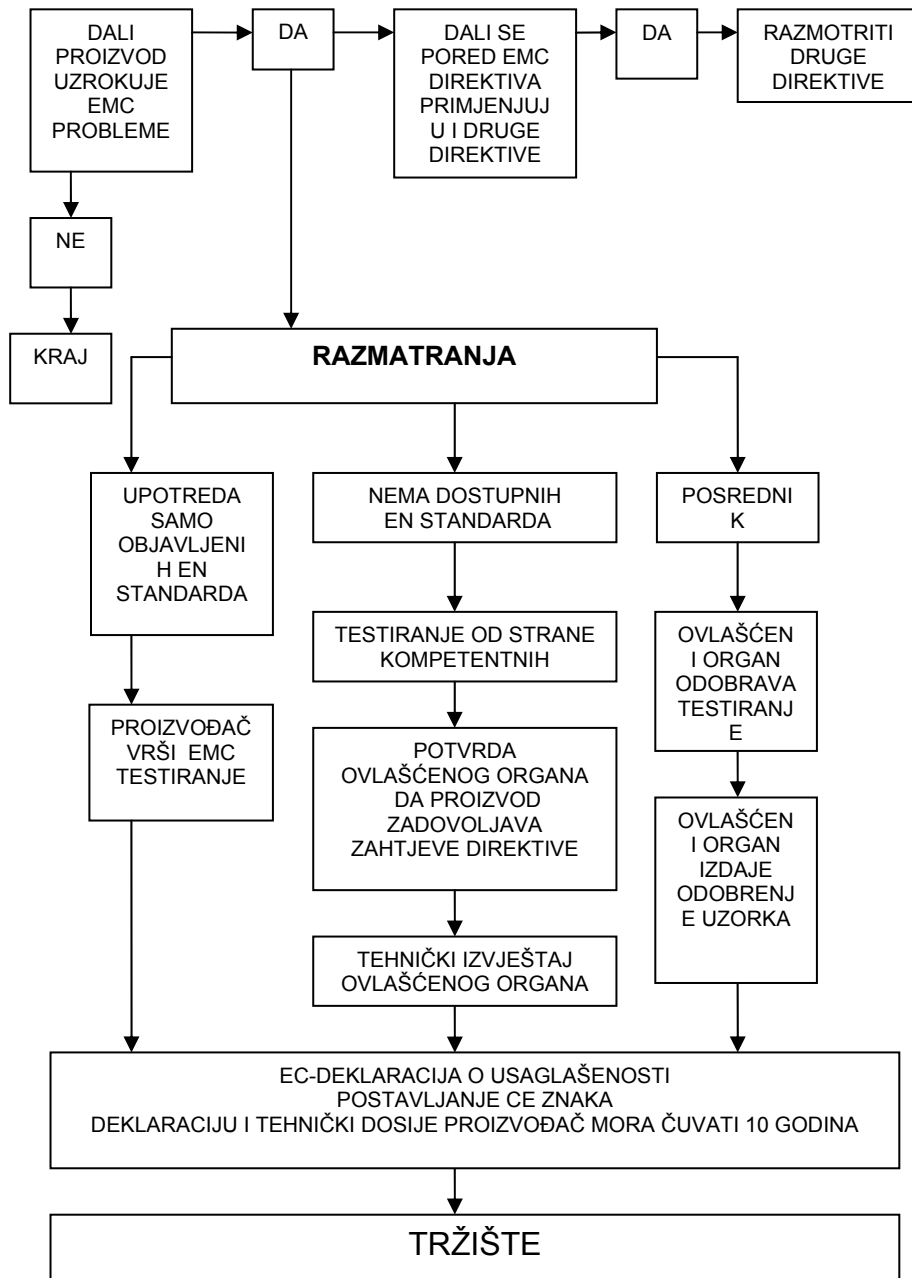 DALI
PROIZVOD
UZROKUJE
EMC
PROBLEME
DA
DALI SE
PORED EMC
DIREKTIVA
PRIMJENJUJ
U I DRUGE
DIREKTIVE
DA
RAZMOTRITI
DRUGE
DIREKTIVE
NE
KRAJ
RAZMATRANJA
UPOTREDA
SAMO
OBJAVLJENI
H EN
STANDARDA
PROIZVOĐAČ
VRŠI EMC
TESTIRANJE
NEMA DOSTUPNIH
EN STANDARDA
TESTIRANJE OD STRANE
KOMPETENTNIH
POTVRDA
OVLAŠĆENOG ORGANA
DA PROIZVOD
ZADOVOLJAVA
ZAHTJEVE DIREKTIVE
TEHNIČKI IZVJEŠTAJ
OVLAŠĆENOG ORGANA
POSREDNI
K
OVLAŠĆEN
I ORGAN
ODOBRAVA
TESTIRANJ
E
OVLAŠĆEN
I ORGAN
IZDAJE
ODOBRENJ
E UZORKA
EC-DEKLARACIJA O USAGLAŠENOSTI
POSTAVLJANJE CE ZNAKA
DEKLARACIJU I TEHNIČKI DOSIJE PROIZVOĐAČ MORA ČUVATI 10 GODINA
TRŽIŠTE